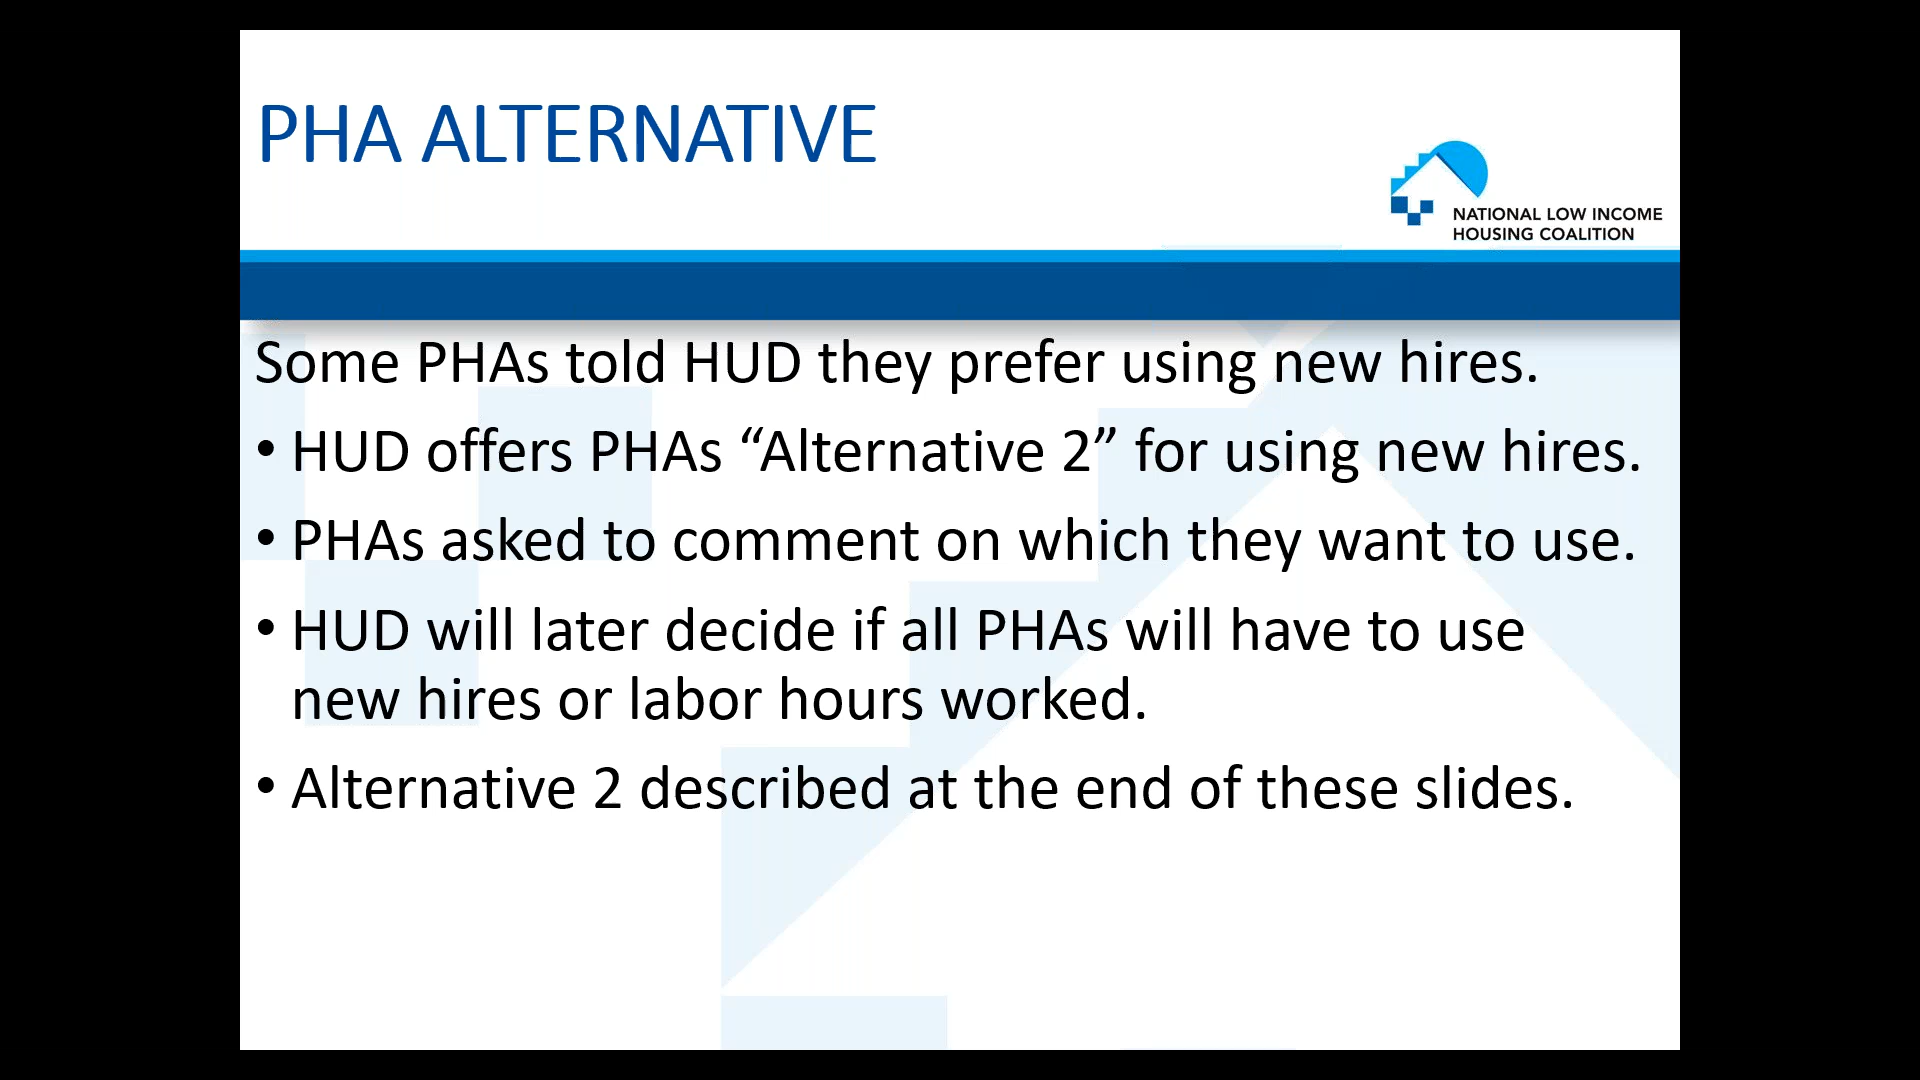 PHA ALTERNATIVE
NATIONAL LOW INCOME
HOUSING COALITION
Some PHAs told HUD they prefer using new hires.
• HUD offers PHAs “Alternative 2” for using new hires.
• PHAs asked to comment on which they want to use.
• HUD will later decide if all PHAs will have to use
new hires or labor hours worked.
• Alternative 2 described at the end of these slides.